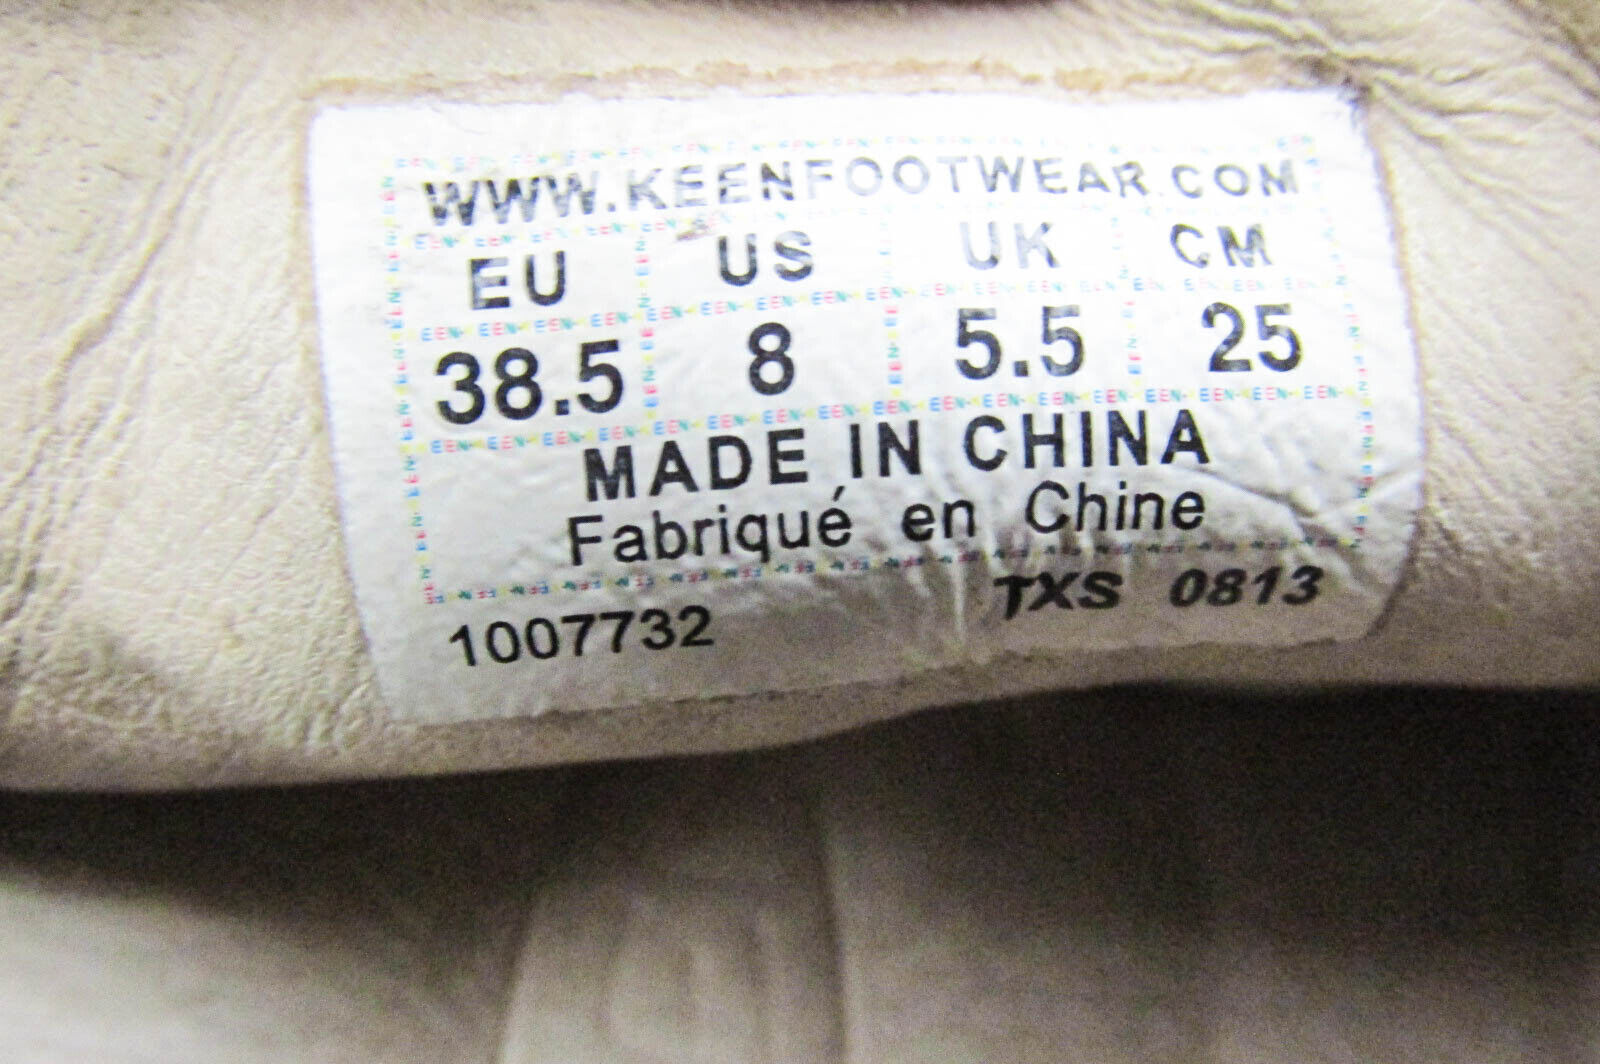 WWW.KEENFOOTWEAR.COM
EU US UK CM
38.5 8 5.5 25
MADE IN CHINA
Fabriqué en Chine
1007732 TXS 0813